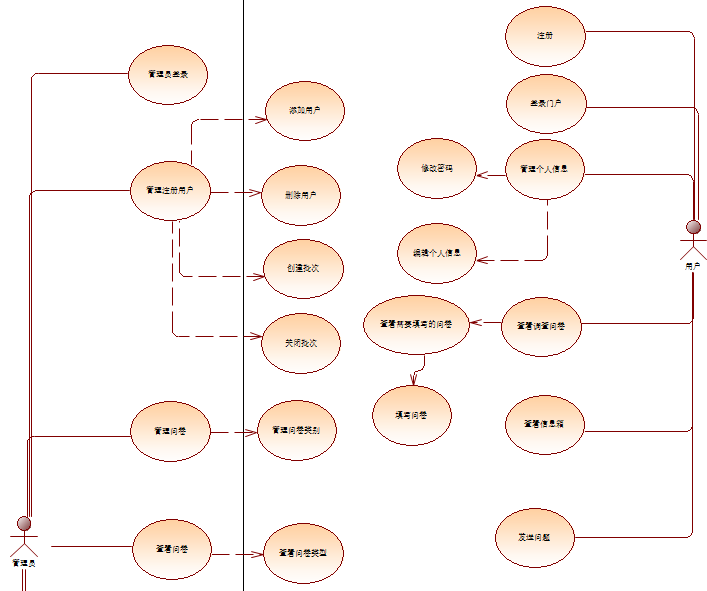 注册
管理员登录
登录门户
添加用户
修改密码
管理个人信息
管理注册用户
删除用户
编辑个人信息
用户
创建批次
查看需要填写的问卷
查看调查问卷
关闭批次
填写问卷
查看信息箱
管理问卷
管理问卷类别
发送问题
查看问卷
查看问卷类型
管理员